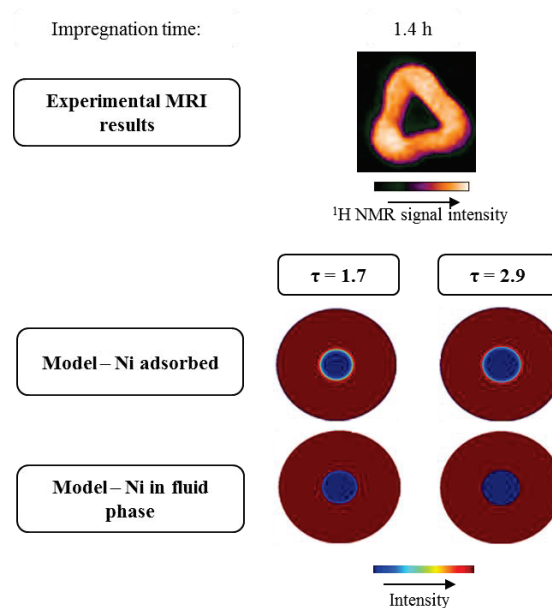 Impregnation time: 1.4 h
Experimental MRI
results
¹H NMR signal intensity
τ = 1.7 τ = 2.9
Model – Ni adsorbed
Model – Ni in fluid
phase
Intensity